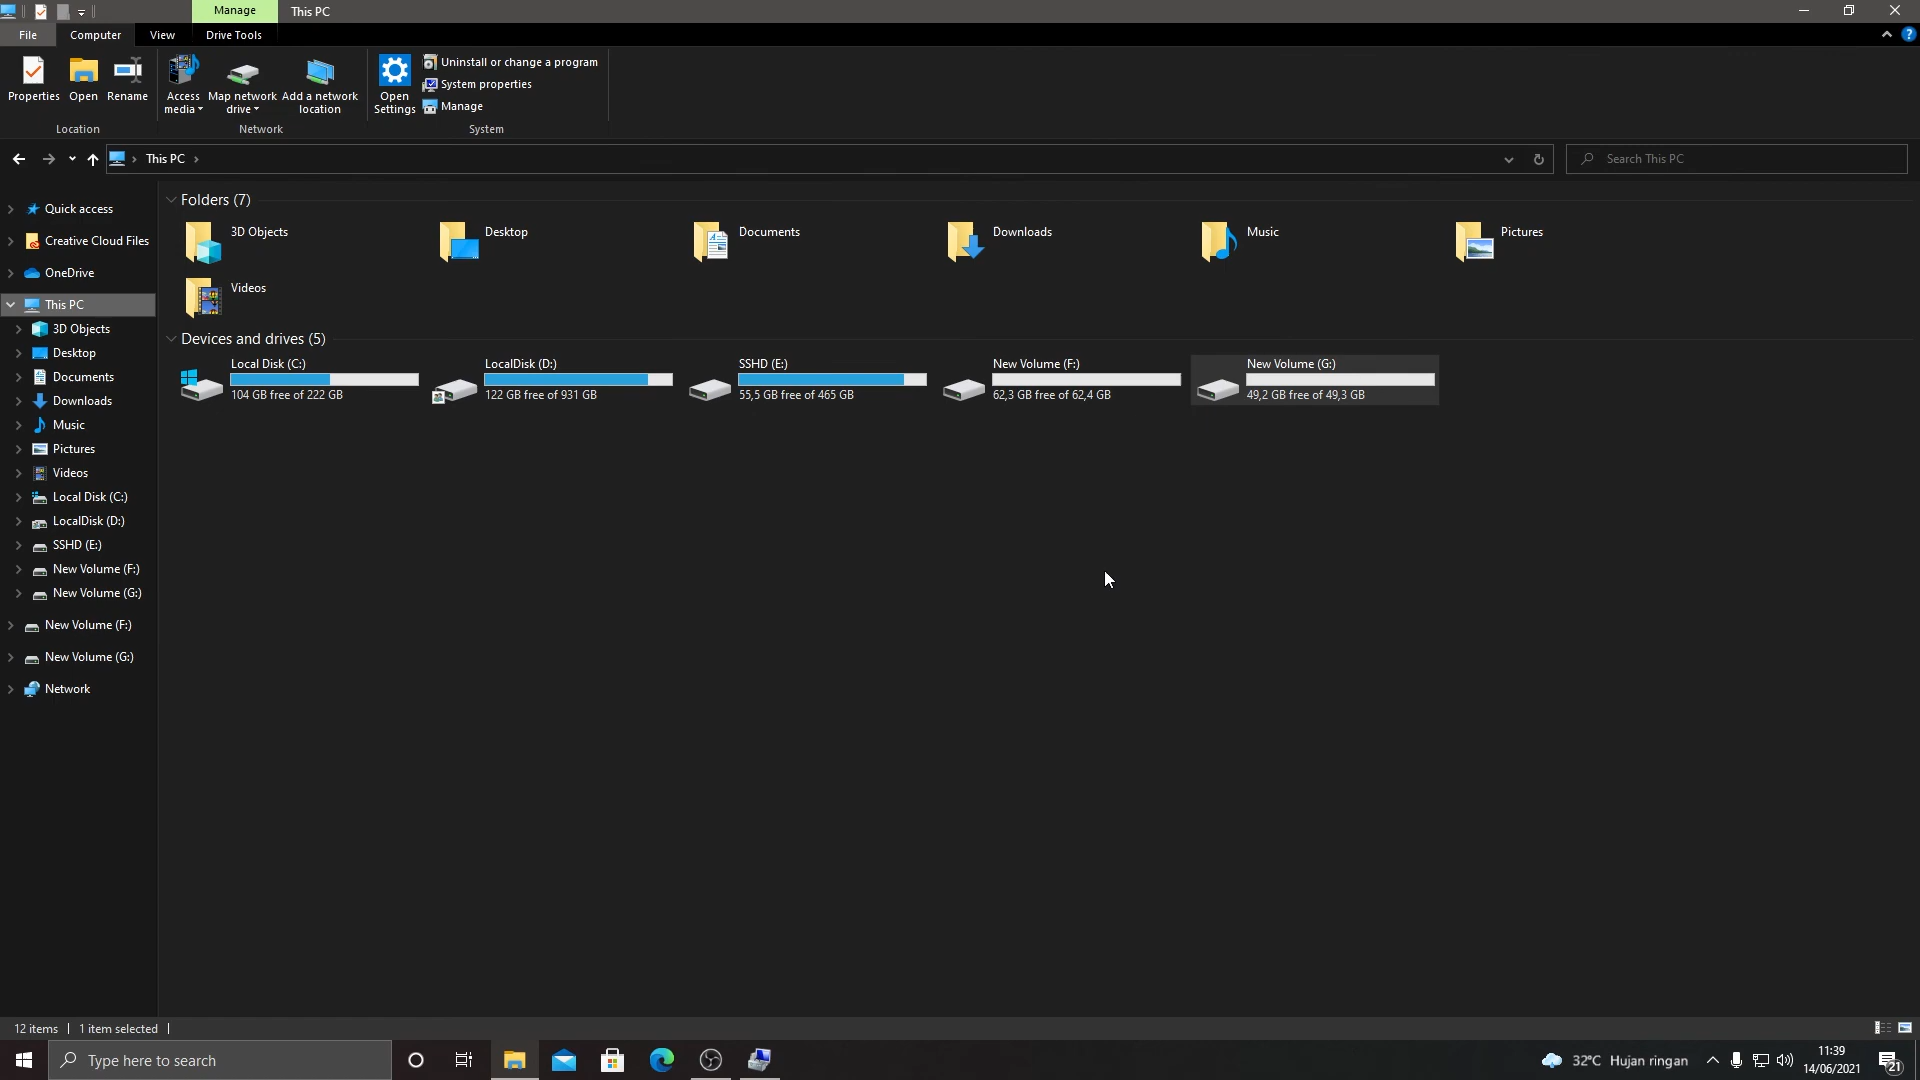 Manage
This PC
File
Computer
View
Drive Tools
Properties
Open
Rename
Access media
Map network drive
Add a network location
Open Settings
Uninstall or change a program
System properties
Manage
Location
Network
System
This PC
Search This PC
Quick access
Creative Cloud Files
OneDrive
This PC
3D Objects
Desktop
Documents
Downloads
Music
Pictures
Videos
Local Disk (C:)
LocalDisk (D:)
SSHD (E:)
New Volume (F:)
New Volume (G:)
New Volume (F:)
New Volume (G:)
Network
Folders (7)
3D Objects
Desktop
Documents
Downloads
Music
Pictures
Videos
Devices and drives (5)
Local Disk (C:)
104 GB free of 222 GB
LocalDisk (D:)
122 GB free of 931 GB
SSHD (E:)
55,5 GB free of 465 GB
New Volume (F:)
62,3 GB free of 62,4 GB
New Volume (G:)
49,2 GB free of 49,3 GB
12 items
1 item selected
Type here to search
32°C Hujan ringan
11:39
14/06/2021
21